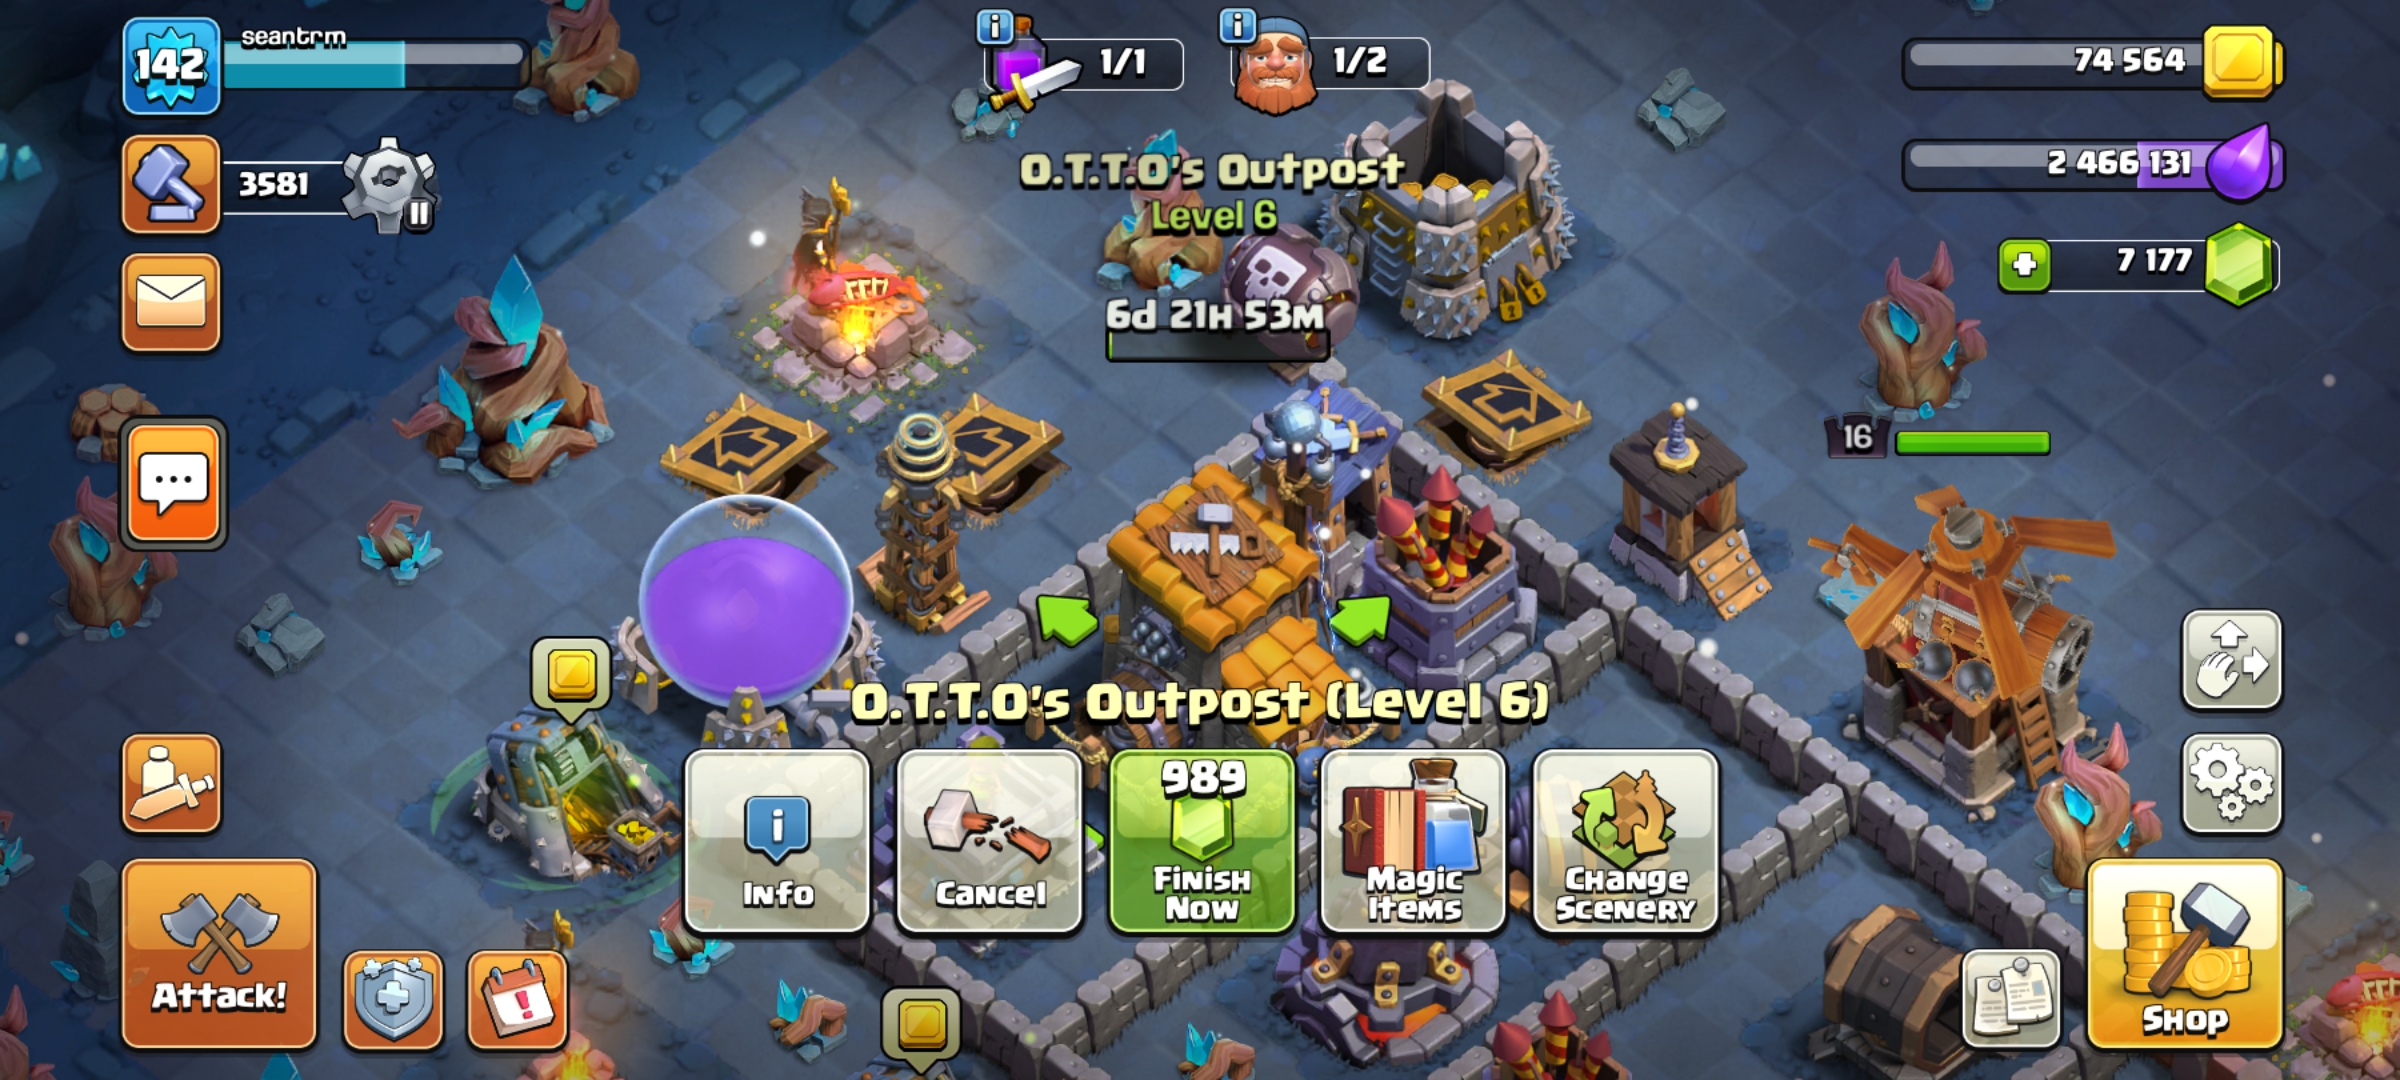 142
seantrm
1/1
1/2
74 564
3581
2 466 131
7 177
O.T.T.O's Outpost
Level 6
6d 21H 53M
16
O.T.T.O's Outpost (Level 6)
Info
Cancel
989
Finish
Now
Magic
Items
Change
Scenery
Attack!
Shop